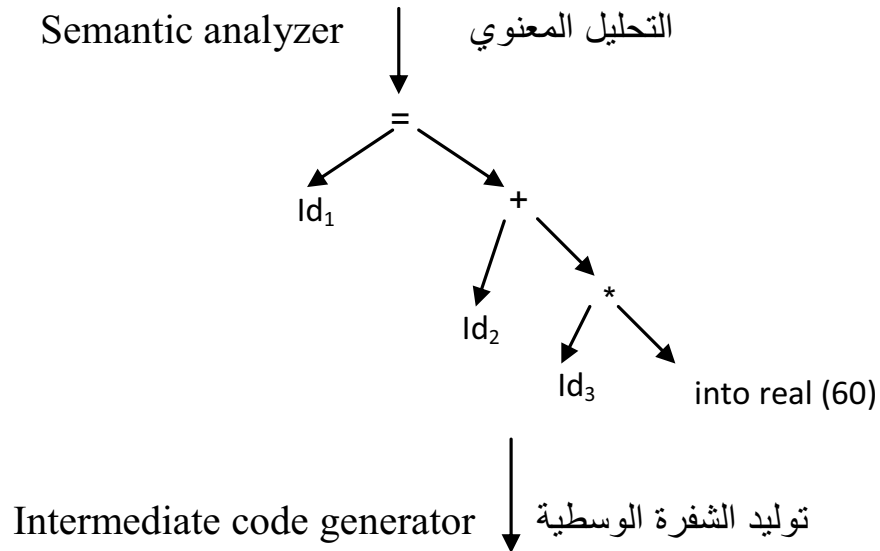 Semantic analyzer التحليل المعنوي
=
Id₁
+
Id₂
*
Id₃
into real (60)
Intermediate code generator توليد الشفرة الوسطية